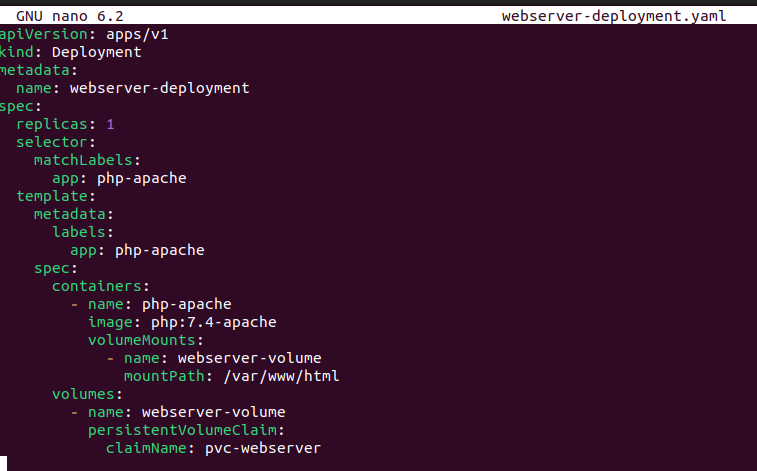 GNU nano 6.2 webserver-deployment.yaml
apiVersion: apps/v1
kind: Deployment
metadata:
  name: webserver-deployment
spec:
  replicas: 1
  selector:
    matchLabels:
      app: php-apache
  template:
    metadata:
      labels:
        app: php-apache
    spec:
      containers:
        - name: php-apache
          image: php:7.4-apache
          volumeMounts:
            - name: webserver-volume
              mountPath: /var/www/html
      volumes:
        - name: webserver-volume
          persistentVolumeClaim:
            claimName: pvc-webserver